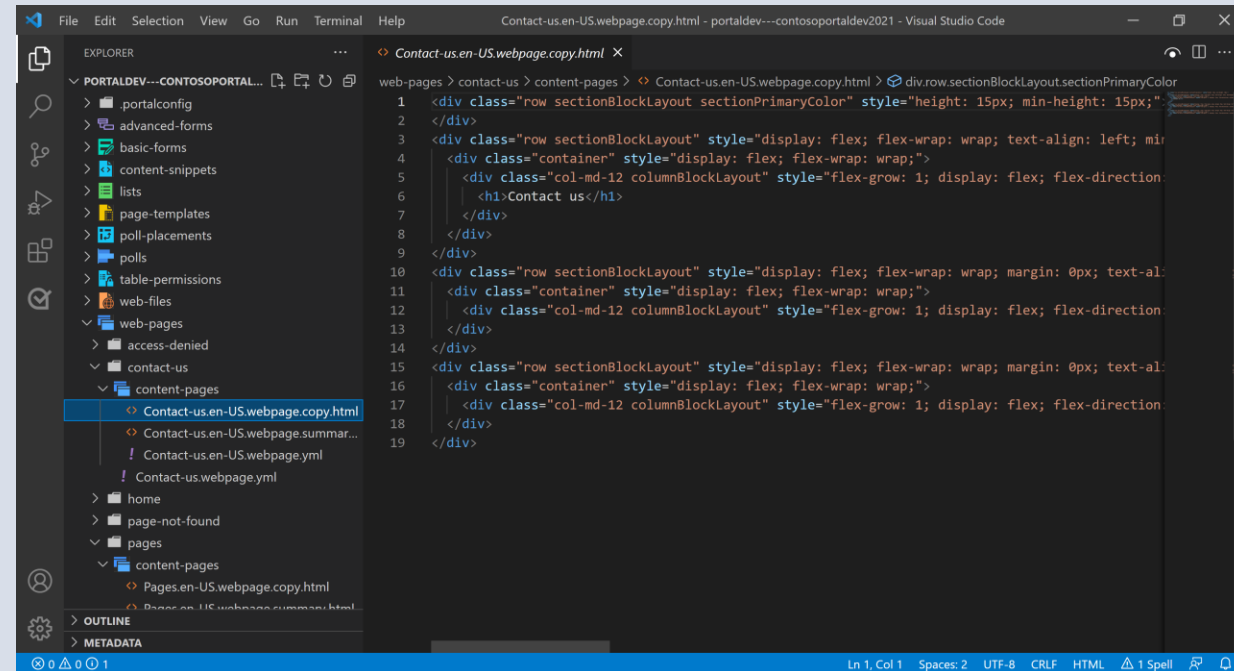 File Edit Selection View Go Run Terminal Help
Contact-us.en-US.webpage.copy.html - portaldev---contosoportaldev2021 - Visual Studio Code
EXPLORER
PORTALDEV---CONTOSOPORTAL...
.portalconfig
advanced-forms
basic-forms
content-snippets
lists
page-templates
poll-placements
polls
table-permissions
web-files
web-pages
access-denied
contact-us
content-pages
Contact-us.en-US.webpage.copy.html
Contact-us.en-US.webpage.summar...
Contact-us.en-US.webpage.yml
Contact-us.webpage.yml
home
page-not-found
pages
content-pages
Pages.en-US.webpage.copy.html
Pages.en-US.webpage.summary.html
OUTLINE
METADATA
Contact-us.en-US.webpage.copy.html
web-pages > contact-us > content-pages > Contact-us.en-US.webpage.copy.html > div.row.sectionBlockLayout.sectionPrimaryColor
1 <div class="row sectionBlockLayout sectionPrimaryColor" style="height: 15px; min-height: 15px;"
2 </div>
3 <div class="row sectionBlockLayout" style="display: flex; flex-wrap: wrap; text-align: left; min
4 <div class="container" style="display: flex; flex-wrap: wrap;">
5 <div class="col-md-12 columnBlockLayout" style="flex-grow: 1; display: flex; flex-direction:
6 <h1>Contact us</h1>
7 </div>
8 </div>
9 </div>
10 <div class="row sectionBlockLayout" style="display: flex; flex-wrap: wrap; margin: 0px; text-al
11 <div class="container" style="display: flex; flex-wrap: wrap;">
12 <div class="col-md-12 columnBlockLayout" style="flex-grow: 1; display: flex; flex-direction:
13 </div>
14 </div>
15 <div class="row sectionBlockLayout" style="display: flex; flex-wrap: wrap; margin: 0px; text-al
16 <div class="container" style="display: flex; flex-wrap: wrap;">
17 <div class="col-md-12 columnBlockLayout" style="flex-grow: 1; display: flex; flex-direction:
18 </div>
19 </div>
0 0 1
Ln 1, Col 1 Spaces: 2 UTF-8 CRLF HTML 1 Spell